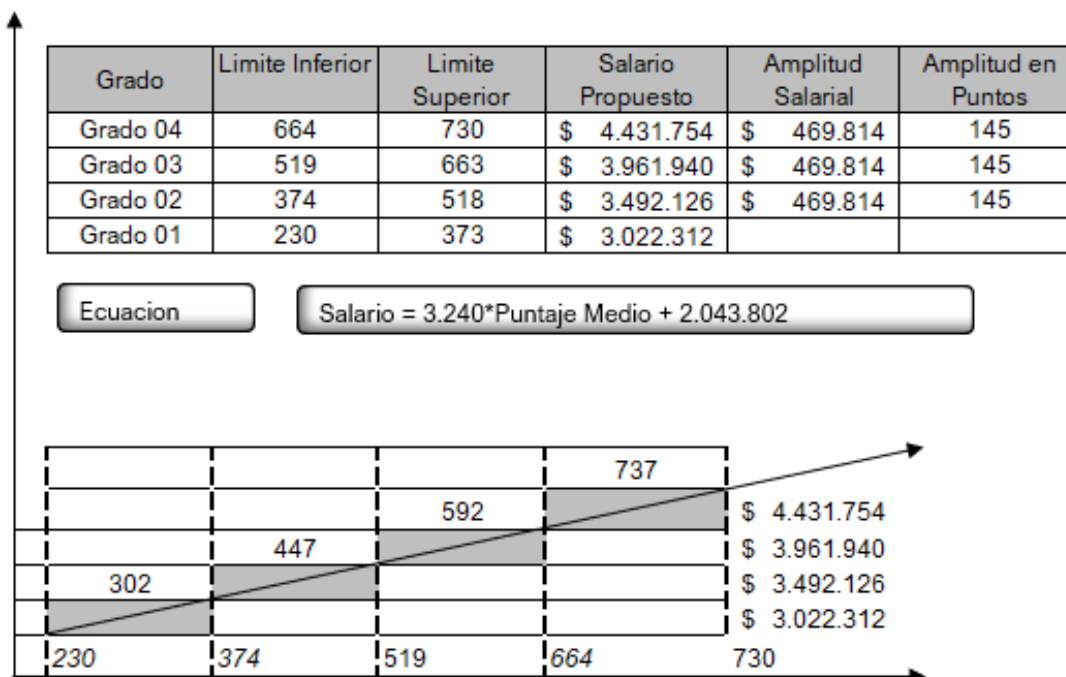 Grado Limite Inferior Limite Superior Salario Propuesto Amplitud Salarial Amplitud en Puntos
Grado 04 664 730 $ 4.431.754 $ 469.814 145
Grado 03 519 663 $ 3.961.940 $ 469.814 145
Grado 02 374 518 $ 3.492.126 $ 469.814 145
Grado 01 230 373 $ 3.022.312
Ecuacion Salario = 3.240*Puntaje Medio + 2.043.802
737
592 $ 4.431.754
447 $ 3.961.940
302 $ 3.492.126
$ 3.022.312
230 374 519 664 730